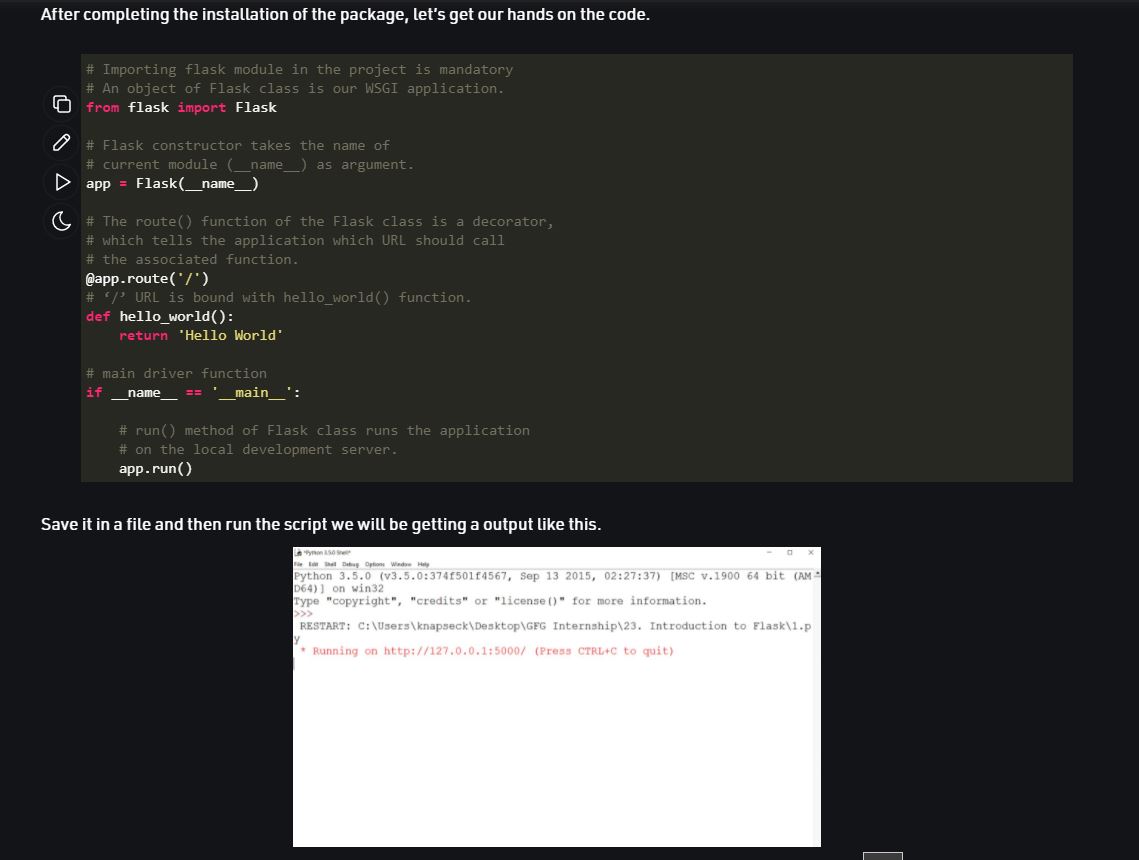 After completing the installation of the package, let's get our hands on the code.
# Importing flask module in the project is mandatory
# An object of Flask class is our WSGI application.
from flask import Flask
# Flask constructor takes the name of
# current module (__name__) as argument.
app = Flask(__name__)
# The route() function of the Flask class is a decorator,
# which tells the application which URL should call
# the associated function.
@app.route('/')
# ‘/’ URL is bound with hello_world() function.
def hello_world():
    return 'Hello World'
# main driver function
if __name__ == '__main__':
    # run() method of Flask class runs the application
    # on the local development server.
    app.run()
Save it in a file and then run the script we will be getting a output like this.
*Python 3.5.0 Shell*
File Edit Shell Debug Options Window Help
Python 3.5.0 (v3.5.0:374f501f4567, Sep 13 2015, 02:27:37) [MSC v.1900 64 bit (AM
D64)] on win32
Type "copyright", "credits" or "license()" for more information.
>>>
RESTART: C:\Users\knapseck\Desktop\GFG Internship\23. Introduction to Flask\1.p
y
* Running on http://127.0.0.1:5000/ (Press CTRL+C to quit)